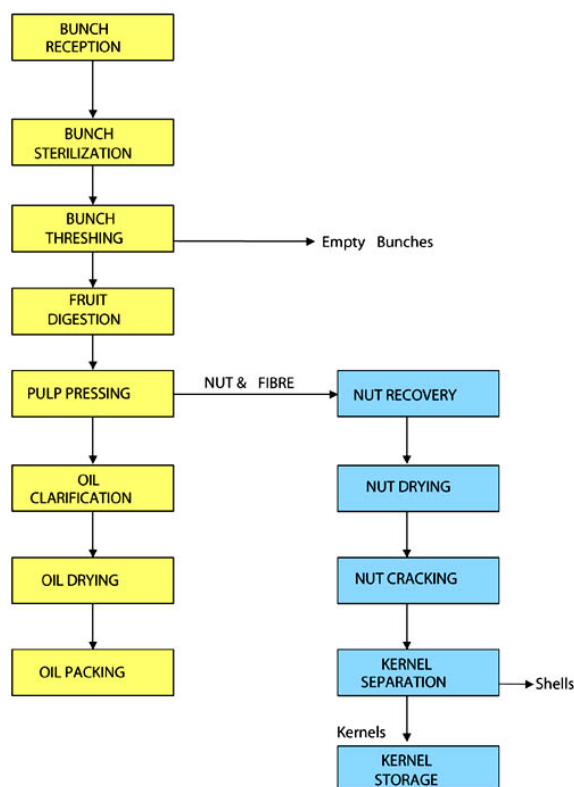 BUNCH
RECEPTION
BUNCH
STERILIZATION
BUNCH
THRESHING
Empty Bunches
FRUIT
DIGESTION
PULP PRESSING
NUT & FIBRE
NUT RECOVERY
OIL
CLARIFICATION
NUT DRYING
OIL DRYING
NUT CRACKING
OIL PACKING
KERNEL
SEPARATION
Shells
Kernels
KERNEL
STORAGE